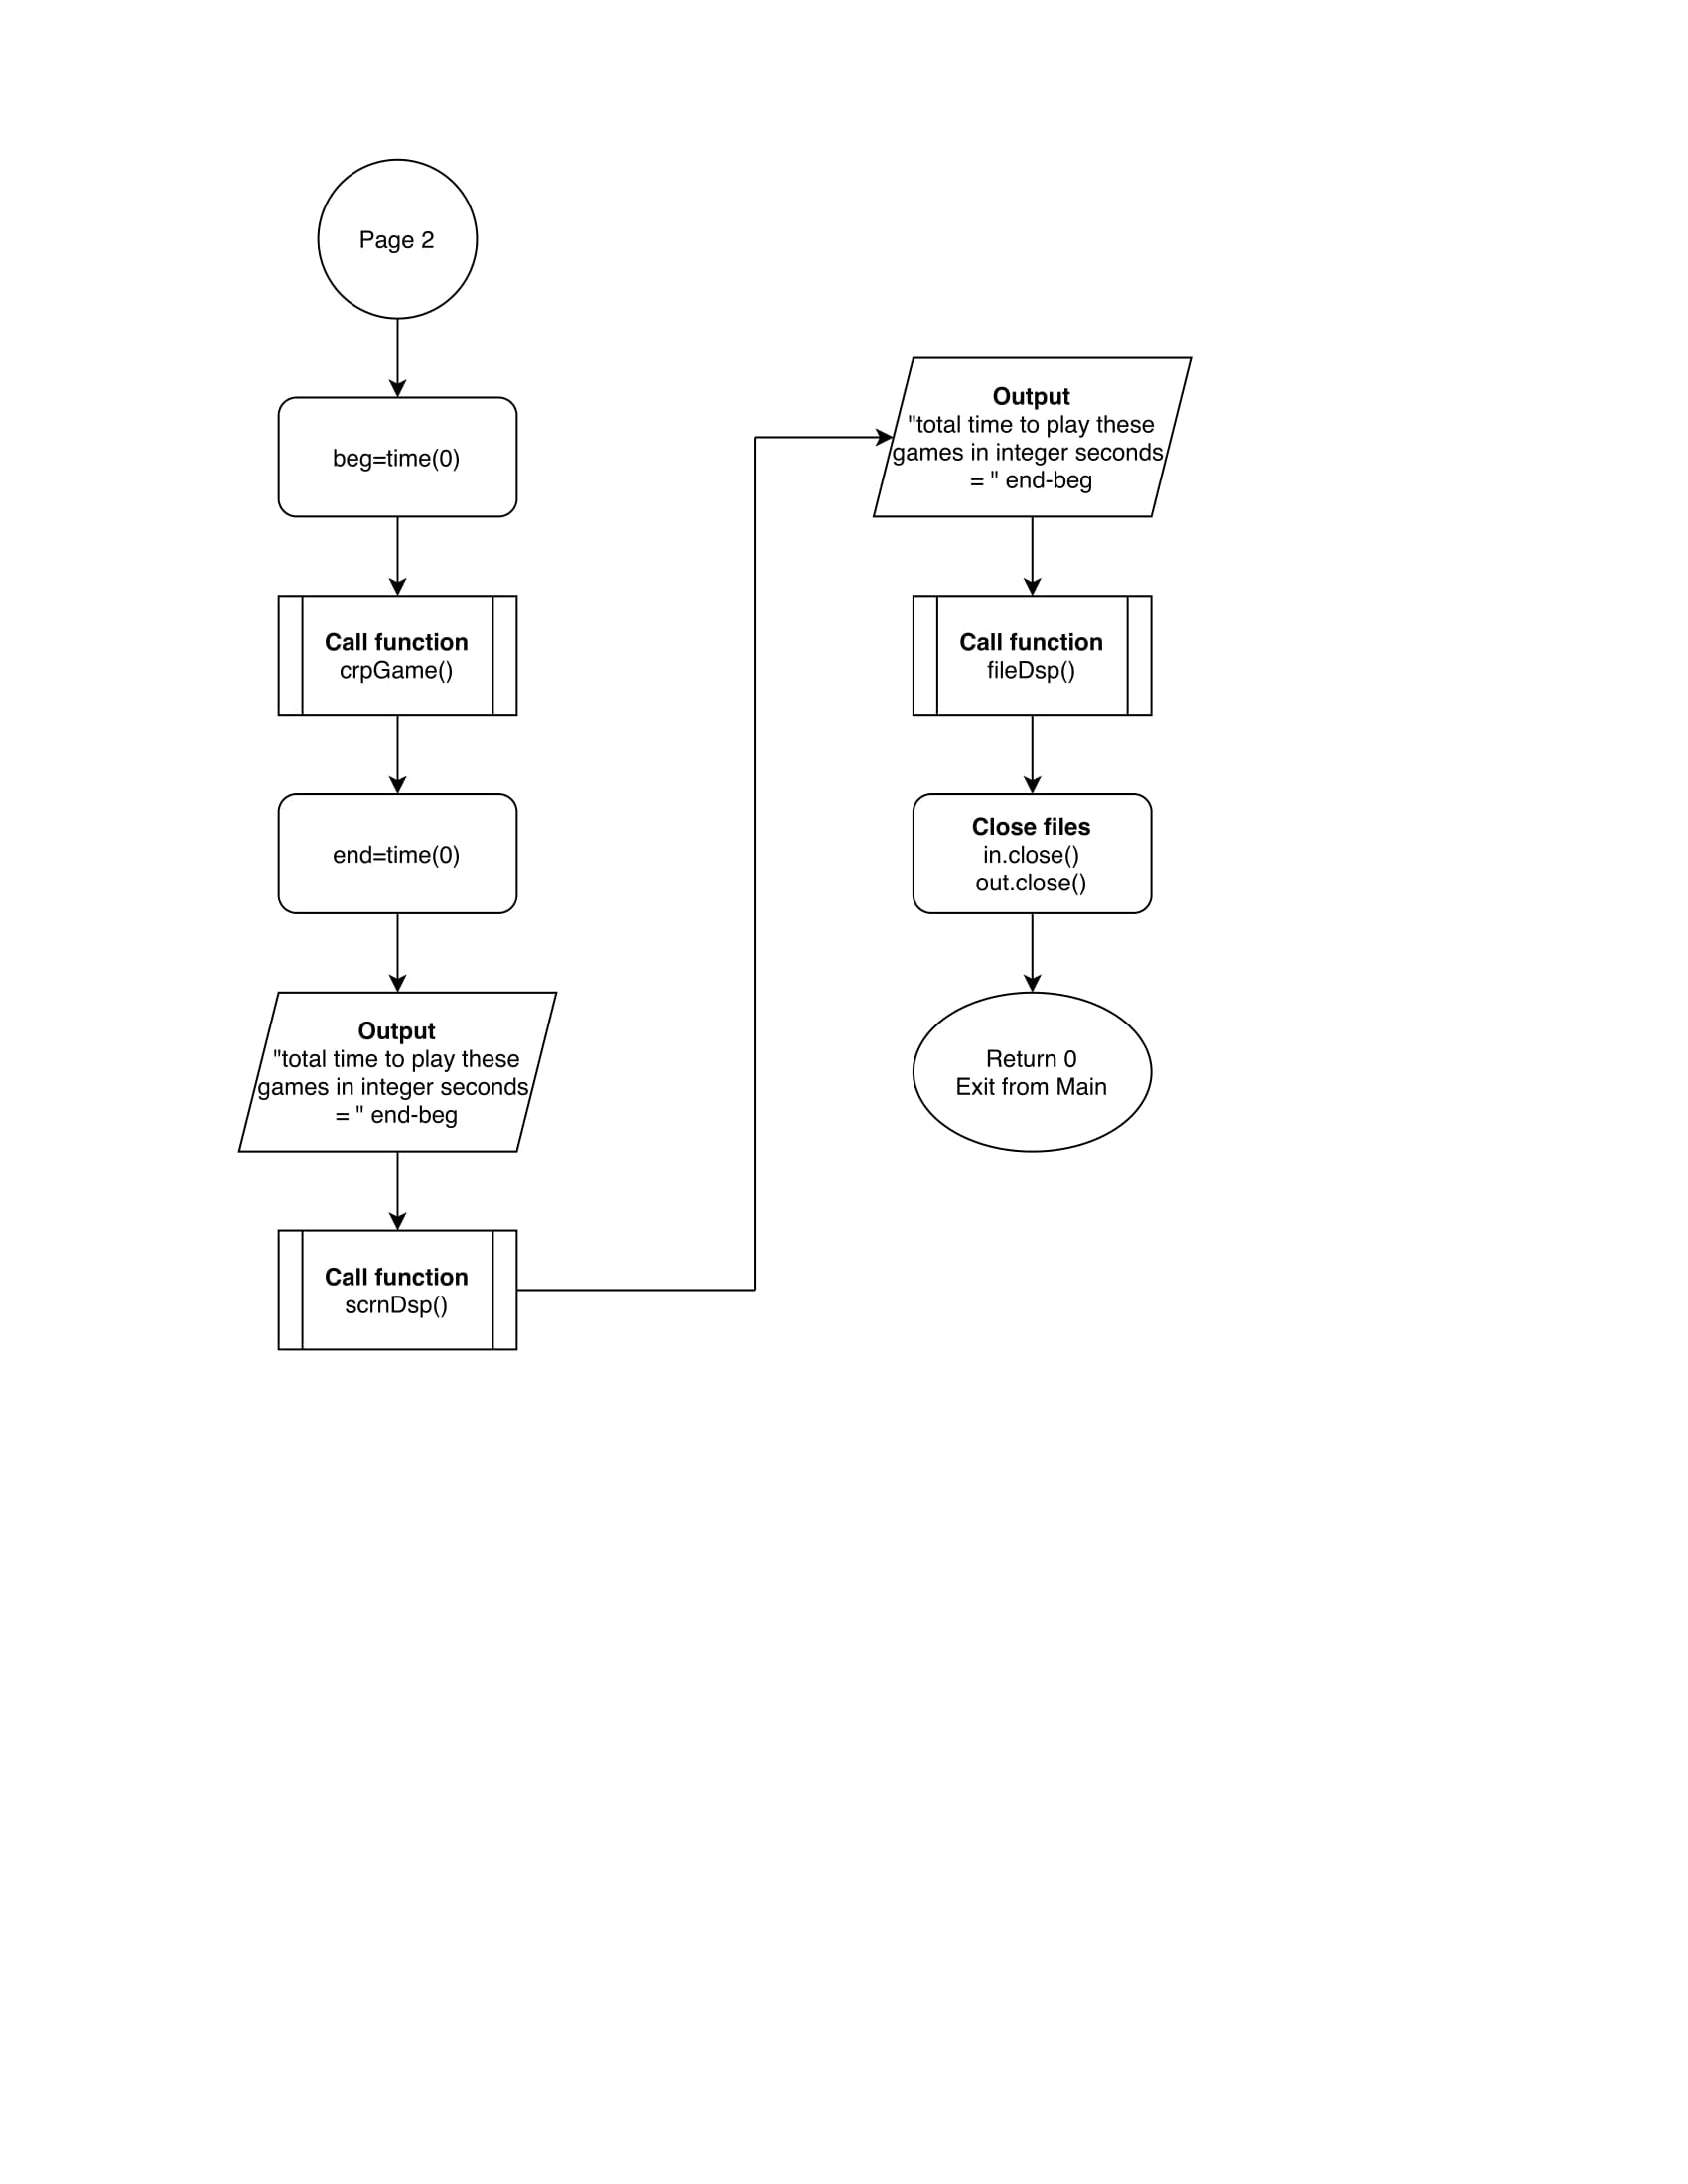 Page 2
beg=time(0)
Call function
crpGame()
end=time(0)
Output
"total time to play these
games in integer seconds
= " end-beg
Call function
scrnDsp()
Output
"total time to play these
games in integer seconds
= " end-beg
Call function
fileDsp()
Close files
in.close()
out.close()
Return 0
Exit from Main